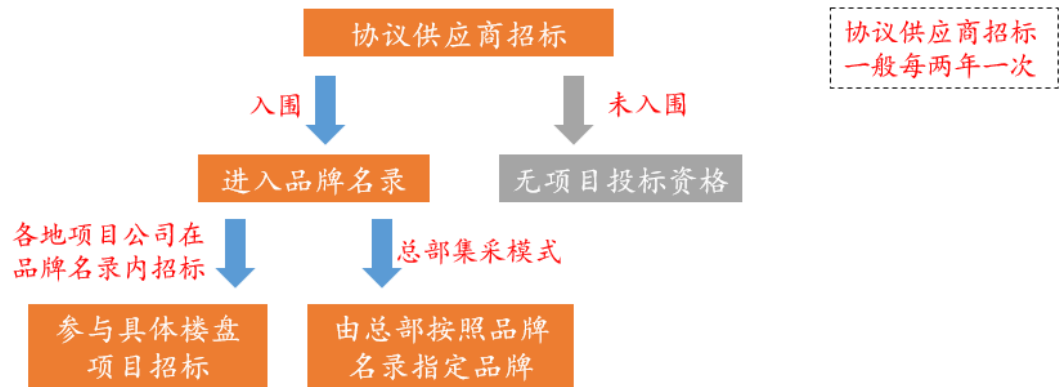 协议供应商招标
协议供应商招标
一般每两年一次
入围
未入围
进入品牌名录
无项目投标资格
各地项目公司在
品牌名录内招标
总部集采模式
参与具体楼盘
项目招标
由总部按照品牌
名录指定品牌